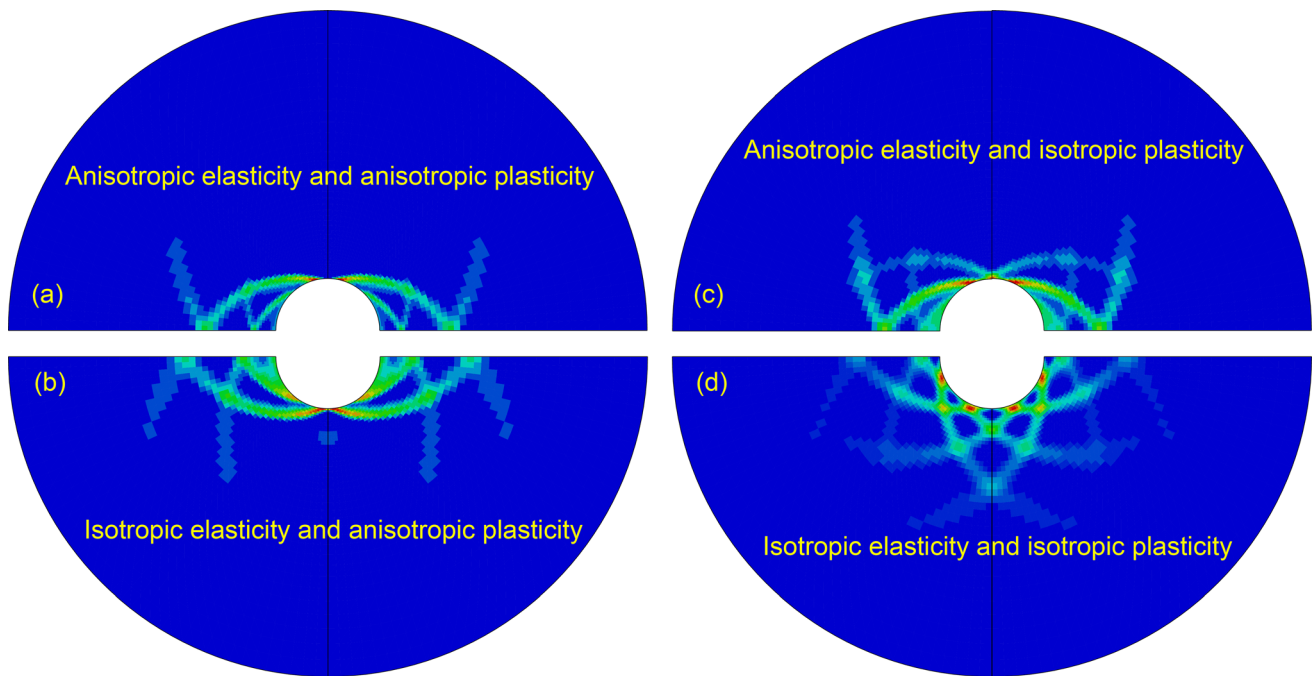 Anisotropic elasticity and anisotropic plasticity
(a)
(b)
Isotropic elasticity and anisotropic plasticity
Anisotropic elasticity and isotropic plasticity
(c)
(d)
Isotropic elasticity and isotropic plasticity